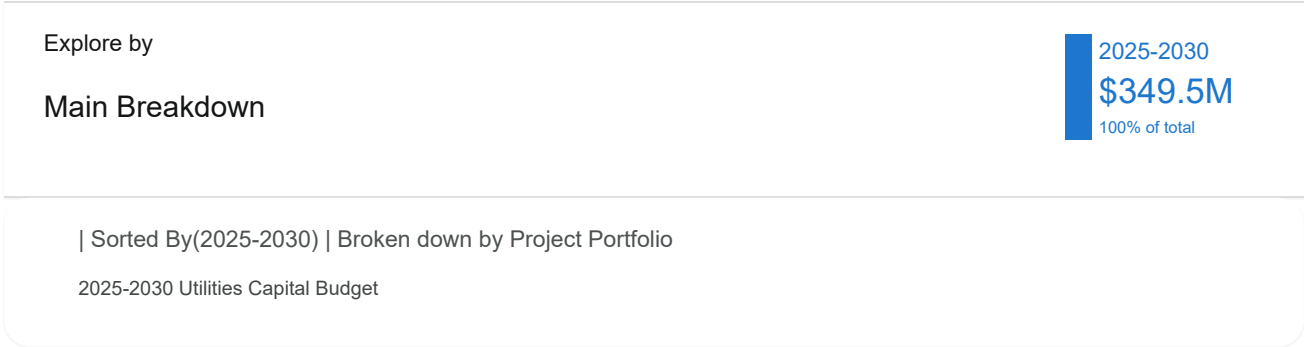 Explore by
Main Breakdown
2025-2030
$349.5M
100% of total
| Sorted By(2025-2030) | Broken down by Project Portfolio
2025-2030 Utilities Capital Budget